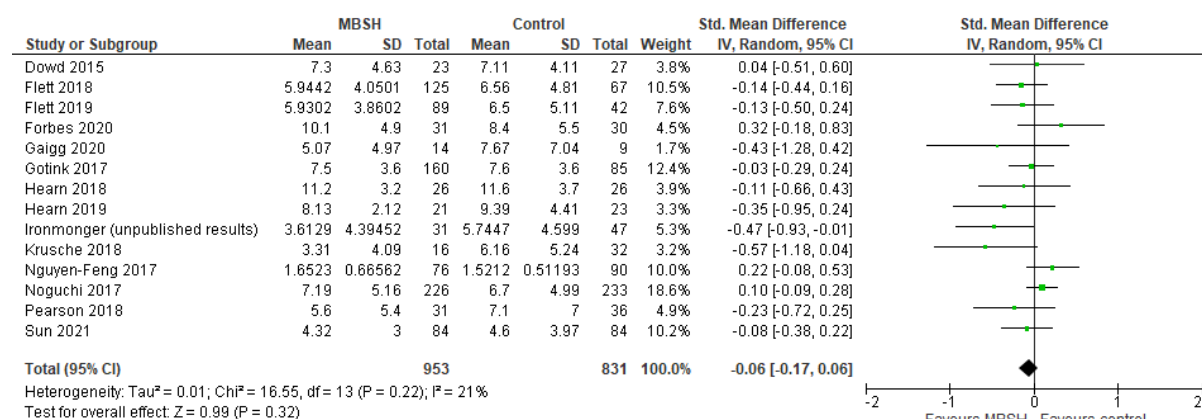 MBSH Control Std. Mean Difference Std. Mean Difference
Study or Subgroup Mean SD Total Mean SD Total Weight IV, Random, 95% CI IV, Random, 95% CI
Dowd 2015 7.3 4.63 23 7.11 4.11 27 3.8% 0.04 [-0.51, 0.60]
Flett 2018 5.9442 4.0501 125 6.56 4.81 67 10.5% -0.14 [-0.44, 0.16]
Flett 2019 5.9302 3.8602 89 6.5 5.11 42 7.6% -0.13 [-0.50, 0.24]
Forbes 2020 10.1 4.9 31 8.4 5.5 30 4.5% 0.32 [-0.18, 0.83]
Gaigg 2020 5.07 4.97 14 7.67 7.04 9 1.7% -0.43 [-1.28, 0.42]
Gotink 2017 7.5 3.6 160 7.6 3.6 85 12.4% -0.03 [-0.29, 0.24]
Hearn 2018 11.2 3.2 26 11.6 3.7 26 3.9% -0.11 [-0.66, 0.43]
Hearn 2019 8.13 2.12 21 9.39 4.41 23 3.3% -0.35 [-0.95, 0.24]
Ironmonger (unpublished results) 3.6129 4.39452 31 5.7447 4.599 47 5.3% -0.47 [-0.93, -0.01]
Krusche 2018 3.31 4.09 16 6.16 5.24 32 3.2% -0.57 [-1.18, 0.04]
Nguyen-Feng 2017 1.6523 0.66562 76 1.5212 0.51193 90 10.0% 0.22 [-0.08, 0.53]
Noguchi 2017 7.19 5.16 226 6.7 4.99 233 18.6% 0.10 [-0.09, 0.28]
Pearson 2018 5.6 5.4 31 7.1 7 36 4.9% -0.23 [-0.72, 0.25]
Sun 2021 4.32 3 84 4.6 3.97 84 10.2% -0.08 [-0.38, 0.22]
Total (95% CI) 953 831 100.0% -0.06 [-0.17, 0.06]
Heterogeneity: Tau² = 0.01; Chi² = 16.55, df = 13 (P = 0.22); I² = 21%
Test for overall effect: Z = 0.99 (P = 0.32)
-2 -1 0 1 2
Favours MBSH Favours control